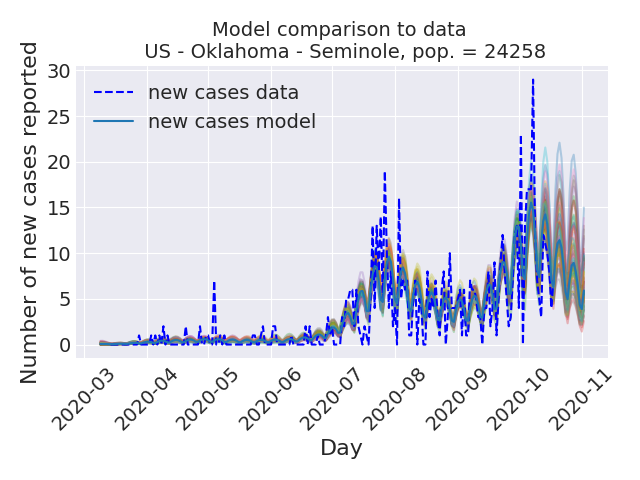 Model comparison to data
US - Oklahoma - Seminole, pop. = 24258
Number of new cases reported
30
25
20
15
10
5
0
new cases data
new cases model
2020-03
2020-04
2020-05
2020-06
2020-07
2020-08
2020-09
2020-10
2020-11
Day